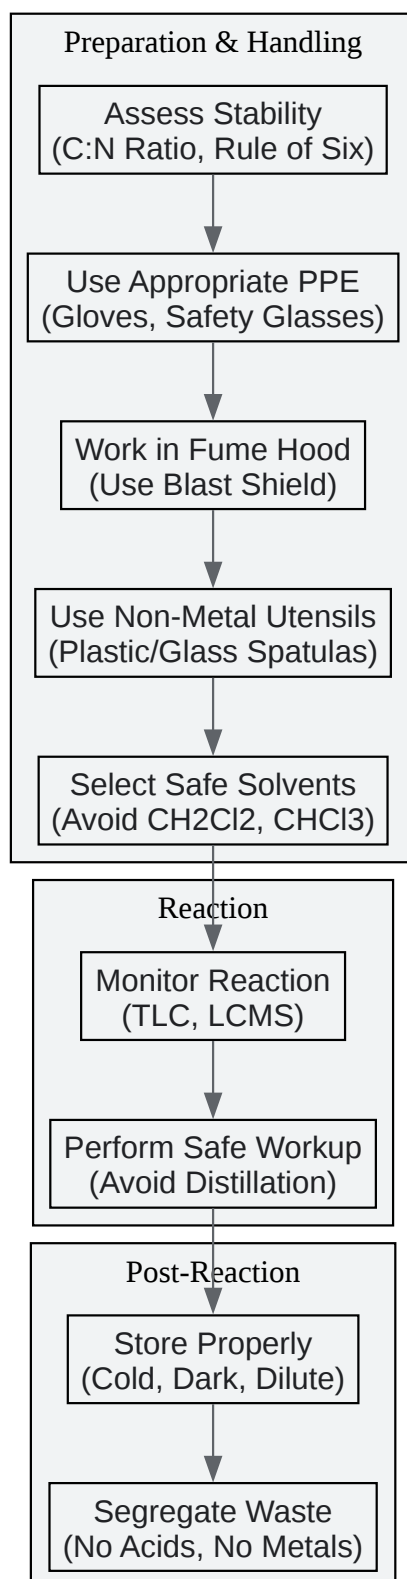 Preparation & Handling
Assess Stability
(C:N Ratio, Rule of Six)
Use Appropriate PPE
(Gloves, Safety Glasses)
Work in Fume Hood
(Use Blast Shield)
Use Non-Metal Utensils
(Plastic/Glass Spatulas)
Select Safe Solvents
(Avoid CH2Cl2, CHCl3)
Reaction
Monitor Reaction
(TLC, LCMS)
Perform Safe Workup
(Avoid Distillation)
Post-Reaction
Store Properly
(Cold, Dark, Dilute)
Segregate Waste
(No Acids, No Metals)